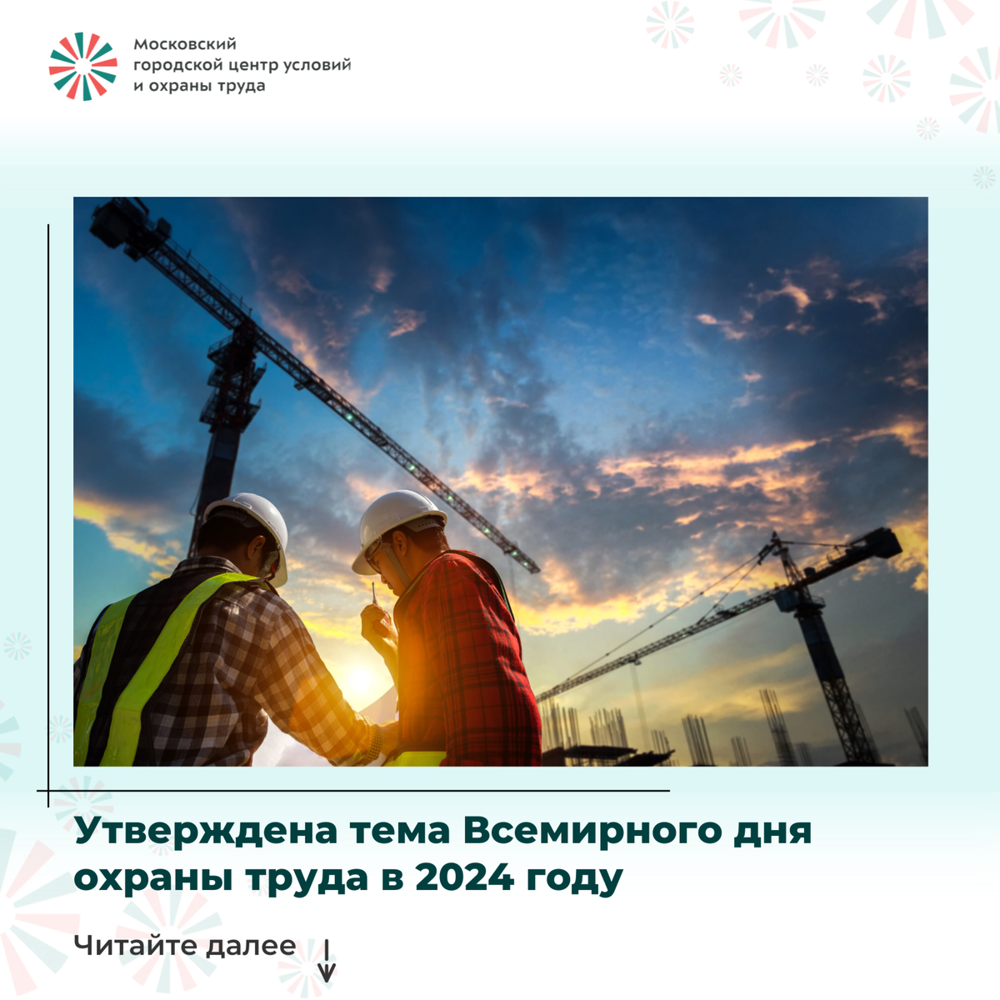 Московский
городской центр условий
и охраны труда
Утверждена тема Всемирного дня
охраны труда в 2024 году
Читайте далее